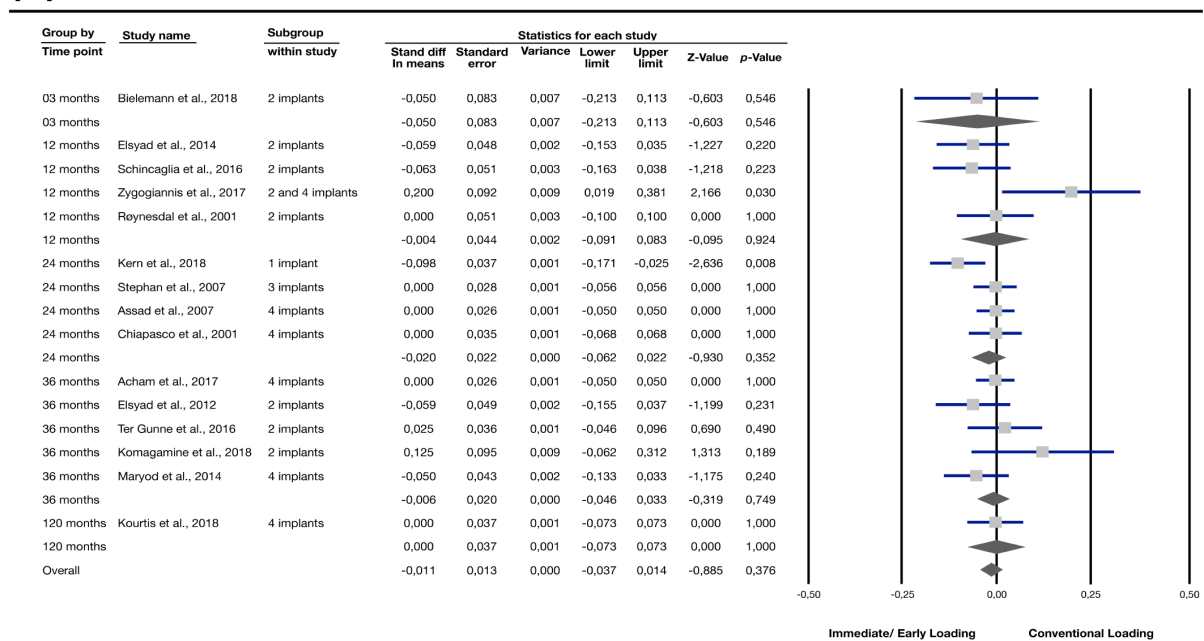 Group by Study name Subgroup Statistics for each study
Time point within study Stand diff In means Standard error Variance Lower limit Upper limit Z-Value p-Value
03 months Bielemann et al., 2018 2 implants -0,050 0,083 0,007 -0,213 0,113 -0,603 0,546
03 months -0,050 0,083 0,007 -0,213 0,113 -0,603 0,546
12 months Elsyad et al., 2014 2 implants -0,059 0,048 0,002 -0,153 0,035 -1,227 0,220
12 months Schincaglia et al., 2016 2 implants -0,063 0,051 0,003 -0,163 0,038 -1,218 0,223
12 months Zygogiannis et al., 2017 2 and 4 implants 0,200 0,092 0,009 0,019 0,381 2,166 0,030
12 months Røynesdal et al., 2001 2 implants 0,000 0,051 0,003 -0,100 0,100 0,000 1,000
12 months -0,004 0,044 0,002 -0,091 0,083 -0,095 0,924
24 months Kern et al., 2018 1 implant -0,098 0,037 0,001 -0,171 -0,025 -2,636 0,008
24 months Stephan et al., 2007 3 implants 0,000 0,028 0,001 -0,056 0,056 0,000 1,000
24 months Assad et al., 2007 4 implants 0,000 0,026 0,001 -0,050 0,050 0,000 1,000
24 months Chiapasco et al., 2001 4 implants 0,000 0,035 0,001 -0,068 0,068 0,000 1,000
24 months -0,020 0,022 0,000 -0,062 0,022 -0,930 0,352
36 months Acham et al., 2017 4 implants 0,000 0,026 0,001 -0,050 0,050 0,000 1,000
36 months Elsyad et al., 2012 2 implants -0,059 0,049 0,002 -0,155 0,037 -1,199 0,231
36 months Ter Gunne et al., 2016 2 implants 0,025 0,036 0,001 -0,046 0,096 0,690 0,490
36 months Komagamine et al., 2018 2 implants 0,125 0,095 0,009 -0,062 0,312 1,313 0,189
36 months Maryod et al., 2014 4 implants -0,050 0,043 0,002 -0,133 0,033 -1,175 0,240
36 months -0,006 0,020 0,000 -0,046 0,033 -0,319 0,749
120 months Kourtis et al., 2018 4 implants 0,000 0,037 0,001 -0,073 0,073 0,000 1,000
120 months 0,000 0,037 0,001 -0,073 0,073 0,000 1,000
Overall -0,011 0,013 0,000 -0,037 0,014 -0,885 0,376
-0,50 -0,25 0,00 0,25 0,50
Immediate/ Early Loading Conventional Loading